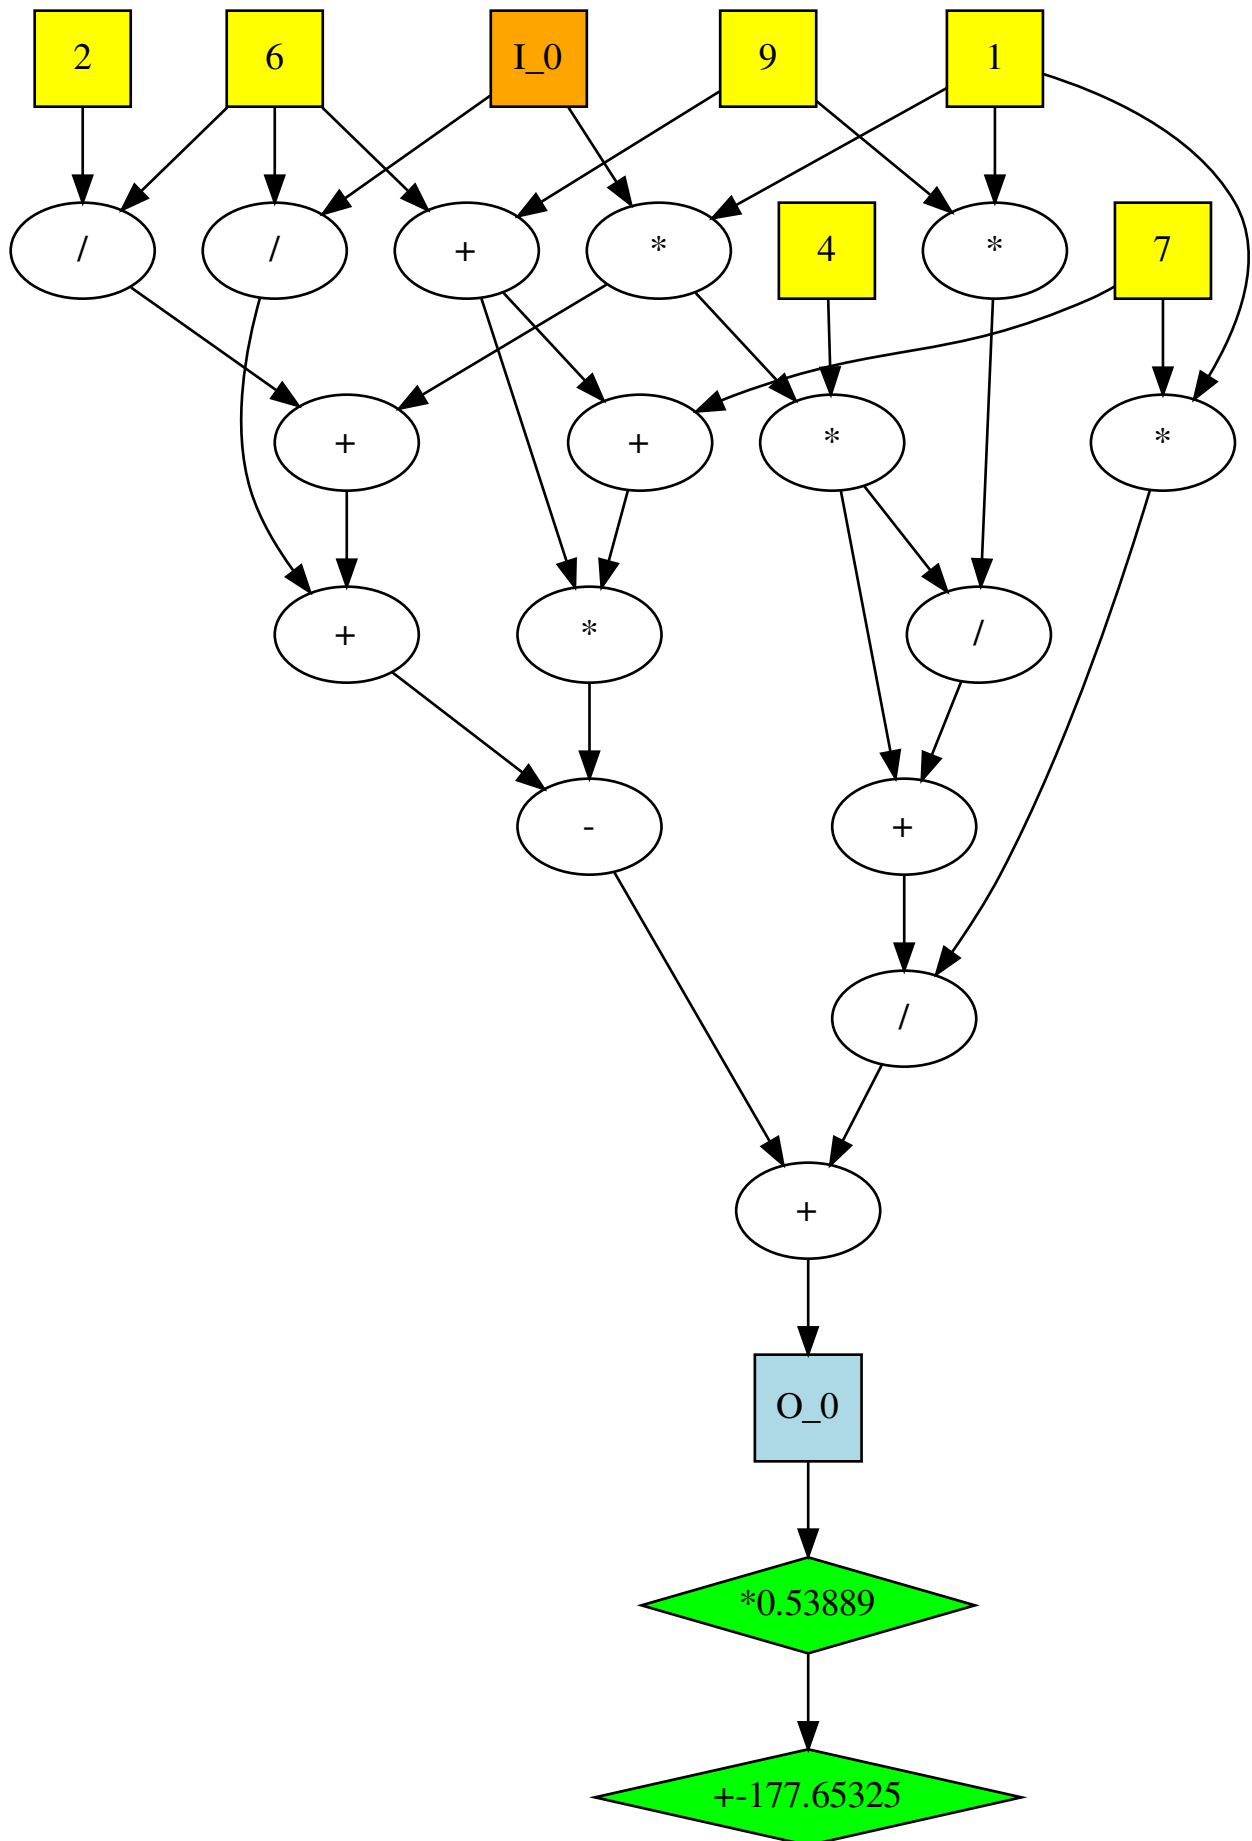 2 6 I_0 9 1
/ / + * 4 * 7
+ + * *
+ * /
- +
/
+
O_0
*0.53889
+-177.65325